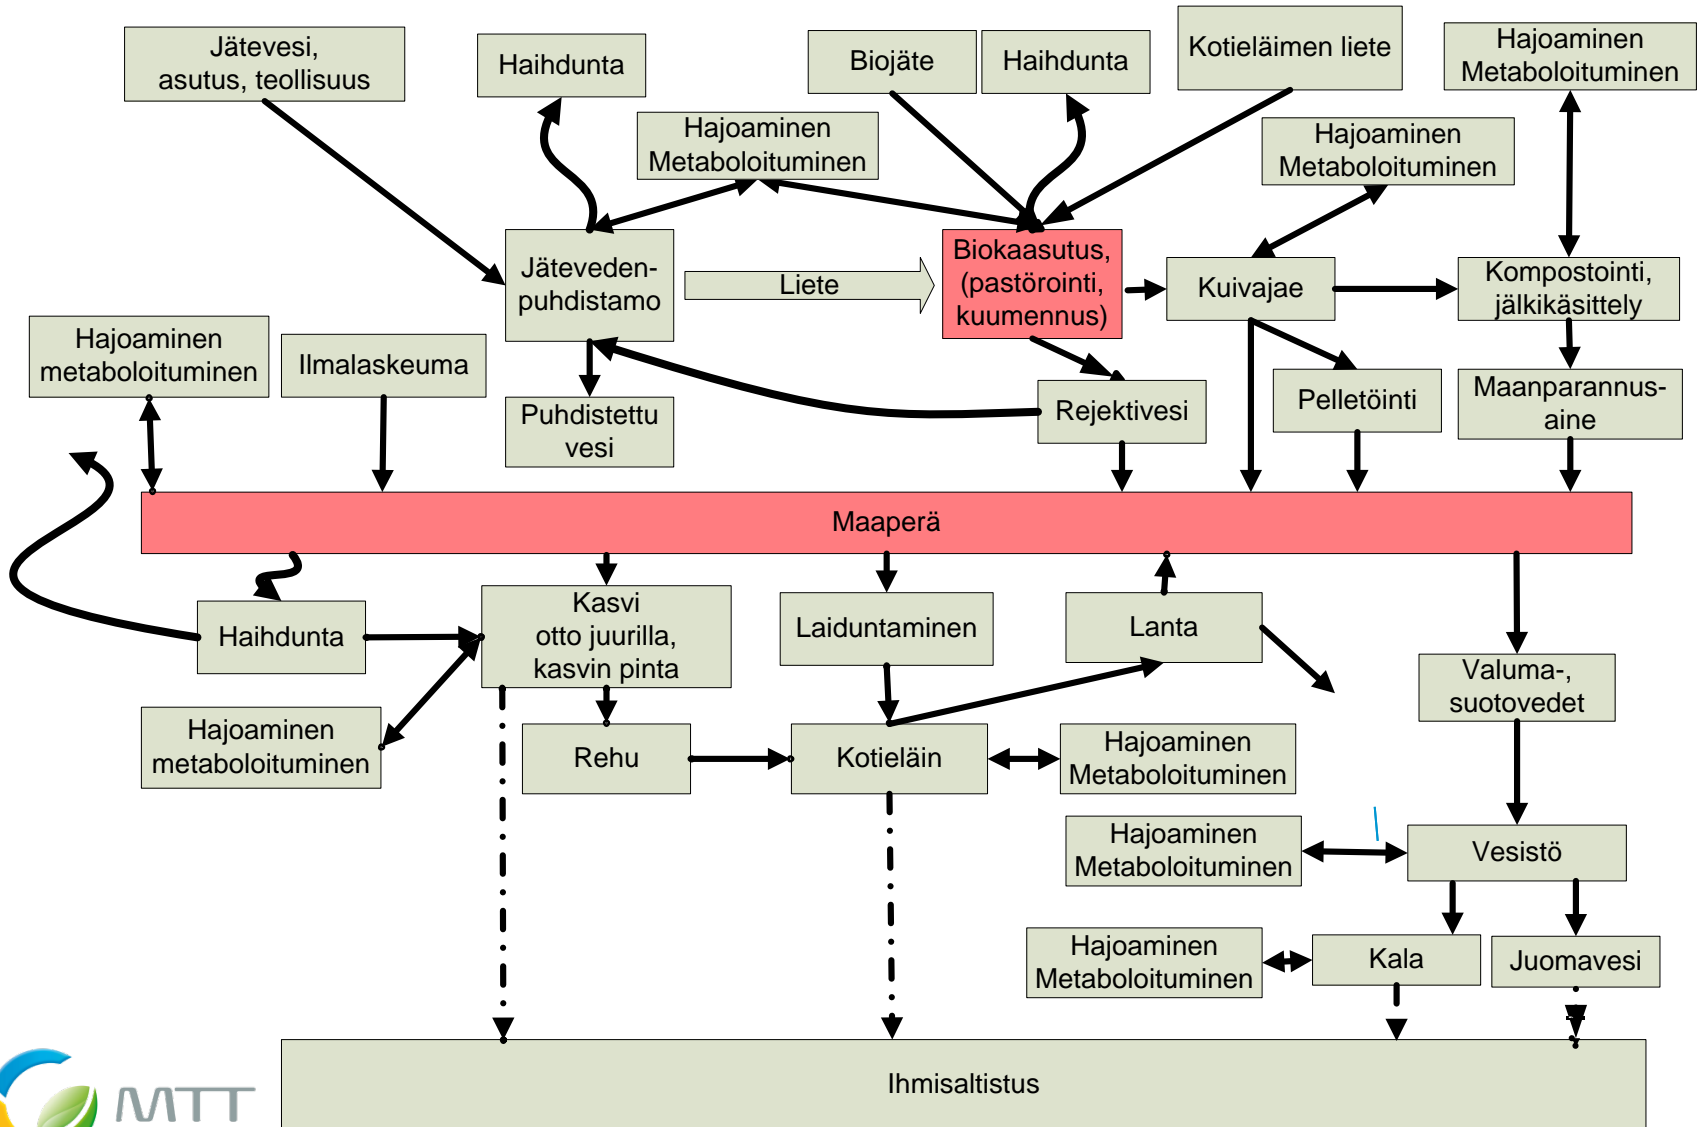 Jätevesi,
asutus, teollisuus
Haihdunta
Biojäte
Haihdunta
Kotieläimen liete
Hajoaminen
Metaboloituminen
Hajoaminen
Metaboloituminen
Hajoaminen
Metaboloituminen
Jäteveden-
puhdistamo
Liete
Biokaasutus,
(pastörointi,
kuumennus)
Kuivajae
Kompostointi,
jälkikäsittely
Hajoaminen
metaboloituminen
Ilmalaskeuma
Puhdistettu
vesi
Rejektivesi
Pelletöinti
Maanparannus-
aine
Maaperä
Haihdunta
Kasvi
otto juurilla,
kasvin pinta
Laiduntaminen
Lanta
Valuma-,
suotovedet
Hajoaminen
metaboloituminen
Rehu
Kotieläin
Hajoaminen
Metaboloituminen
Hajoaminen
Metaboloituminen
Vesistö
Hajoaminen
Metaboloituminen
Kala
Juomavesi
Ihmisaltistus
MTT